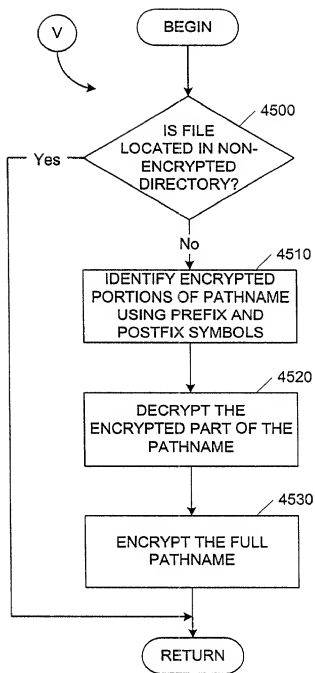 V
BEGIN
4500
IS FILE
LOCATED IN NON-
ENCRYPTED
DIRECTORY?
Yes
No
4510
IDENTIFY ENCRYPTED
PORTIONS OF PATHNAME
USING PREFIX AND
POSTFIX SYMBOLS
4520
DECRYPT THE
ENCRYPTED PART OF THE
PATHNAME
4530
ENCRYPT THE FULL
PATHNAME
RETURN